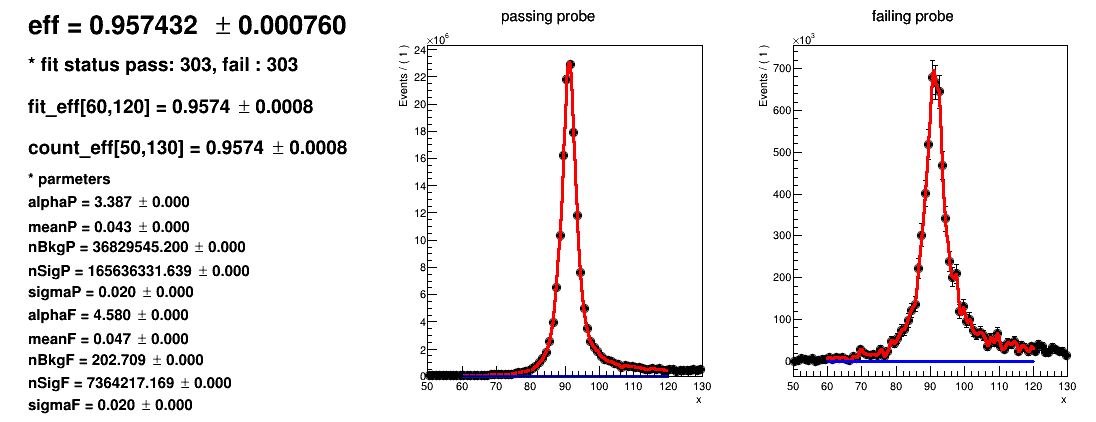 eff = 0.957432 ± 0.000760
* fit status pass: 303, fail : 303
fit_eff[60,120] = 0.9574 ± 0.0008
count_eff[50,130] = 0.9574 ± 0.0008
* parmeters
alphaP = 3.387 ± 0.000
meanP = 0.043 ± 0.000
nBkgP = 36829545.200 ± 0.000
nSigP = 165636331.639 ± 0.000
sigmaP = 0.020 ± 0.000
alphaF = 4.580 ± 0.000
meanF = 0.047 ± 0.000
nBkgF = 202.709 ± 0.000
nSigF = 7364217.169 ± 0.000
sigmaF = 0.020 ± 0.000
passing probe
×10⁶
Events / ( 1 )
24
22
20
18
16
14
12
10
8
6
4
2
0
50 60 70 80 90 100 110 120 130
x
failing probe
×10³
Events / ( 1 )
700
600
500
400
300
200
100
0
50 60 70 80 90 100 110 120 130
x